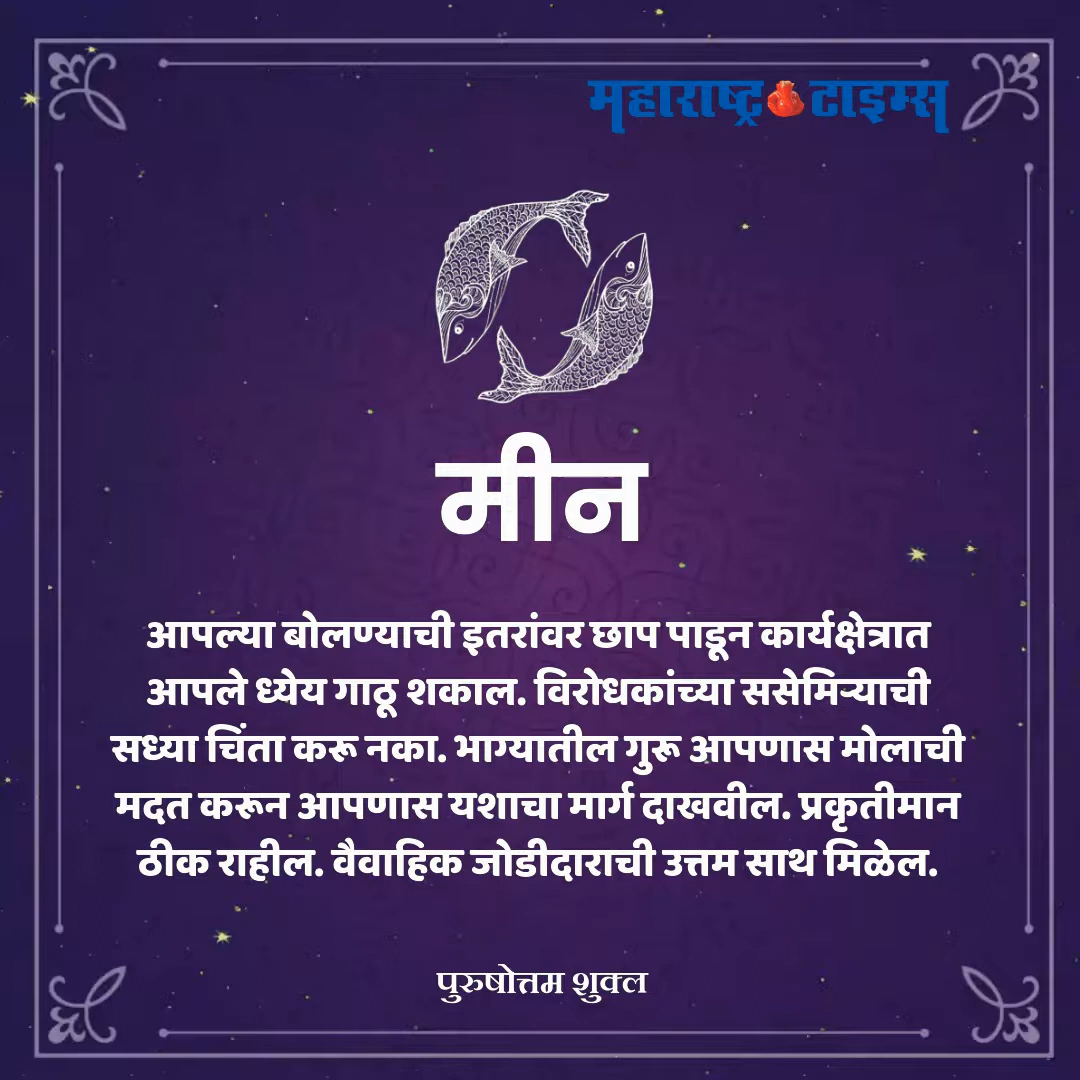 महाराष्ट्र टाइम्स
मीन
आपल्या बोलण्याची इतरांवर छाप पाडून कार्यक्षेत्रात
आपले ध्येय गाठू शकाल. विरोधकांच्या ससेमिऱ्याची
सध्या चिंता करू नका. भाग्यातील गुरू आपणास मोलाची
मदत करून आपणास यशाचा मार्ग दाखवील. प्रकृतीमान
ठीक राहील. वैवाहिक जोडीदाराची उत्तम साथ मिळेल.
पुरुषोत्तम शुक्ल